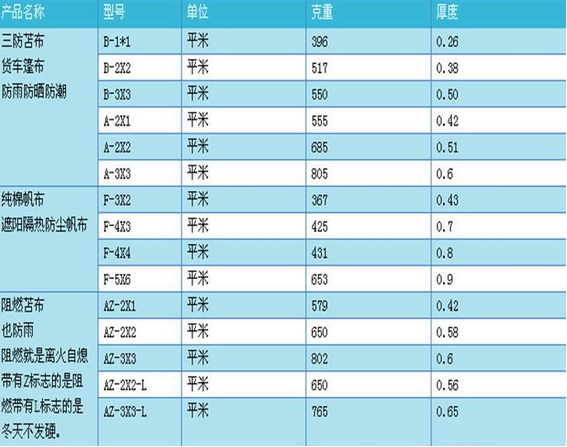 产品名称 型号 单位 克重 厚度
三防苫布 B-1*1 平米 396 0.26
货车篷布 B-2X2 平米 517 0.38
防雨防晒防潮 B-3X3 平米 550 0.50
A-2X1 平米 555 0.42
A-2X2 平米 685 0.51
A-3X3 平米 805 0.6
纯棉帆布 F-3X2 平米 367 0.43
遮阳隔热防尘帆布 F-4X3 平米 425 0.7
F-4X4 平米 431 0.8
F-5X6 平米 653 0.9
阻燃苫布 AZ-2X1 平米 579 0.42
也防雨 AZ-2X2 平米 650 0.58
阻燃就是离火自熄 AZ-3X3 平米 802 0.6
带有Z标志的是阻 AZ-2X2-L 平米 650 0.56
燃带有L标志的是 AZ-3X3-L 平米 765 0.65
冬天不发硬。